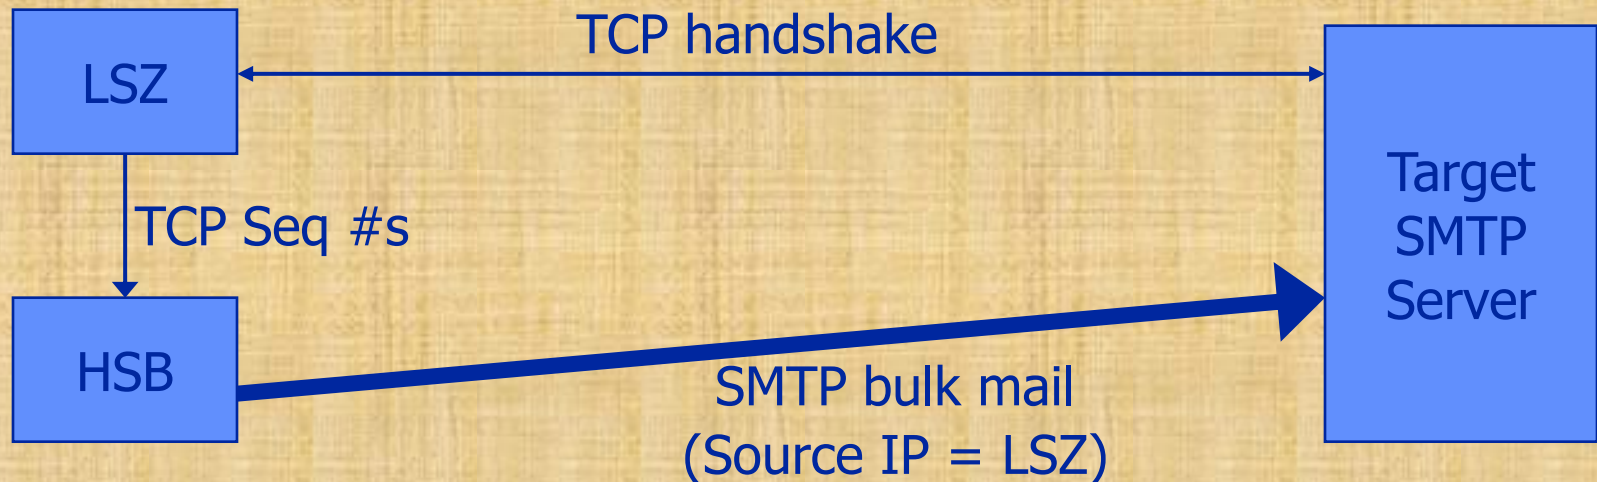 TCP handshake
LSZ
TCP Seq #s
HSB
Target
SMTP
Server
SMTP bulk mail
(Source IP = LSZ)